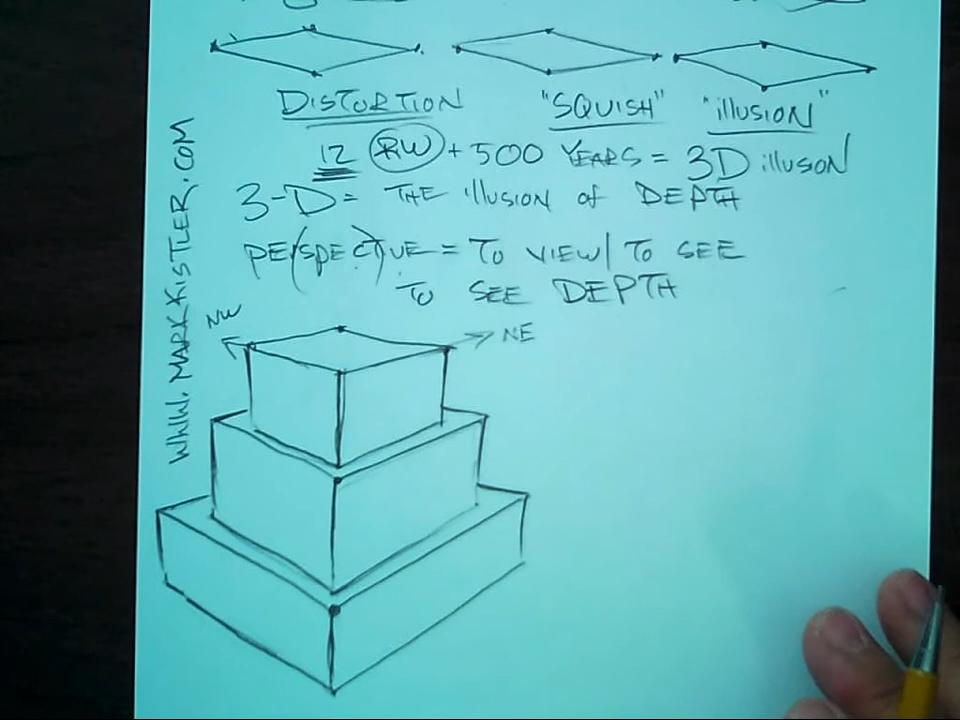 DISTORTION "SQUISH" "illUSION"
12 RW + 500 YEARS = 3D illuson
3-D = THE illUSION of DEPTH
PERSPECTIVE = TO VIEW/ TO SEE
TO SEE DEPTH
NW
NE
WWW.MARKKISTLER.COM